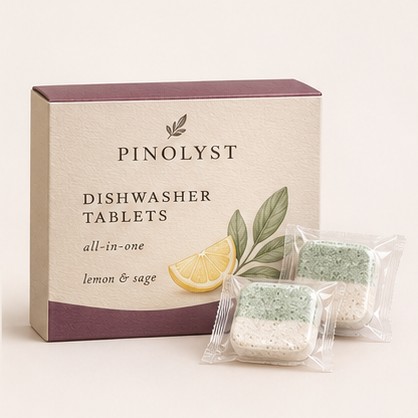 PINOLYST
DISHWASHER
TABLETS
all-in-one
lemon & sage